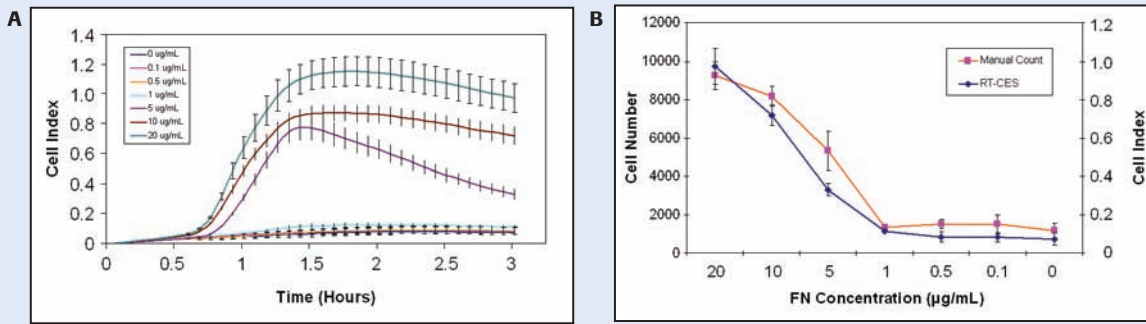 A
1.4
1.2
1.0
0.8
0.6
0.4
0.2
0
Cell Index
0 ug/mL
0.1 ug/mL
0.5 ug/mL
1 ug/mL
5 ug/mL
10 ug/mL
20 ug/mL
0 0.5 1 1.5 2 2.5 3
Time (Hours)
B
12000
10000
8000
6000
4000
2000
0
Cell Number
Manual Count
RT-CES
1.2
1.0
0.8
0.6
0.4
0.2
0
Cell Index
20 10 5 1 0.5 0.1 0
FN Concentration (µg/mL)